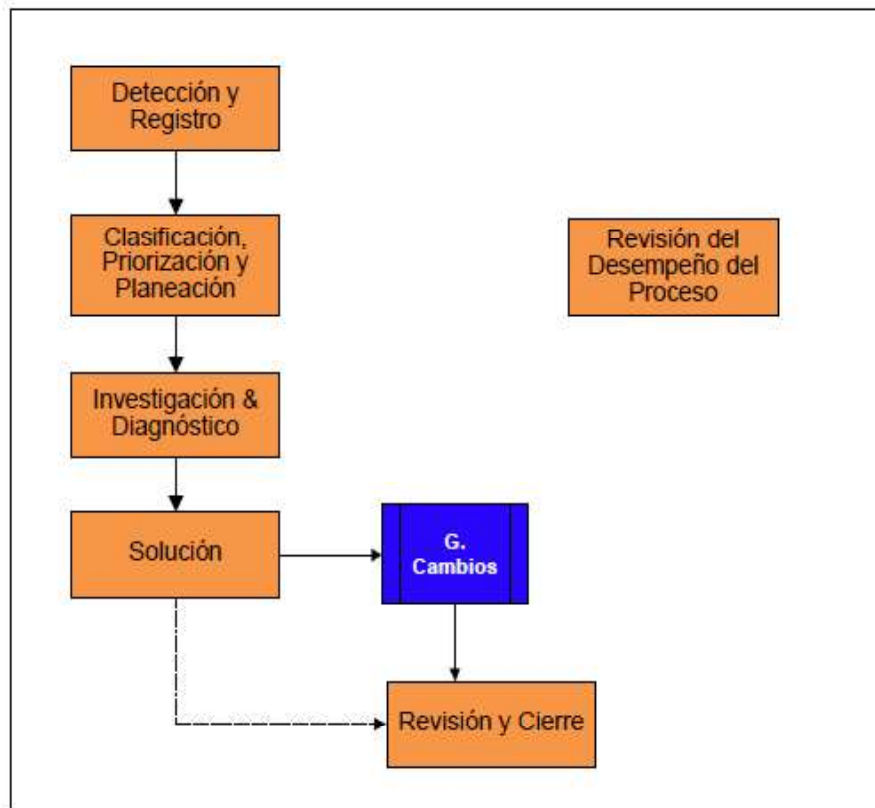 Detección y
Registro
Clasificación,
Priorización y
Planeación
Revisión del
Desempeño del
Proceso
Investigación &
Diagnóstico
Solución
G.
Cambios
Revisión y Cierre